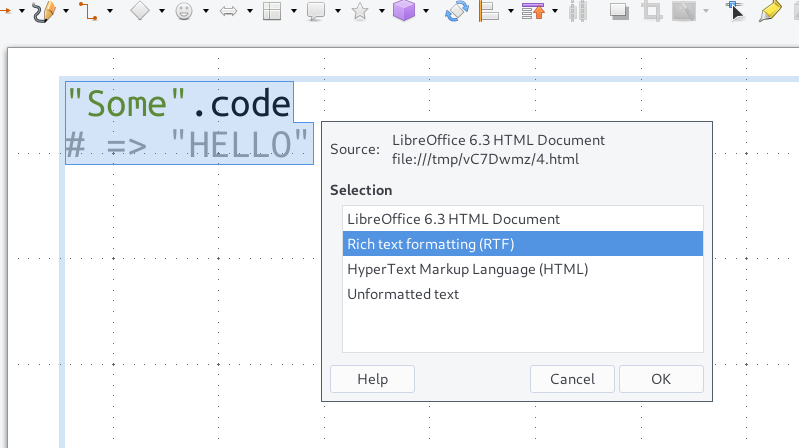 "Some".code
# => "HELLO"
Source: LibreOffice 6.3 HTML Document
file:///tmp/vC7Dwmz/4.html
Selection
LibreOffice 6.3 HTML Document
Rich text formatting (RTF)
HyperText Markup Language (HTML)
Unformatted text
Help Cancel OK